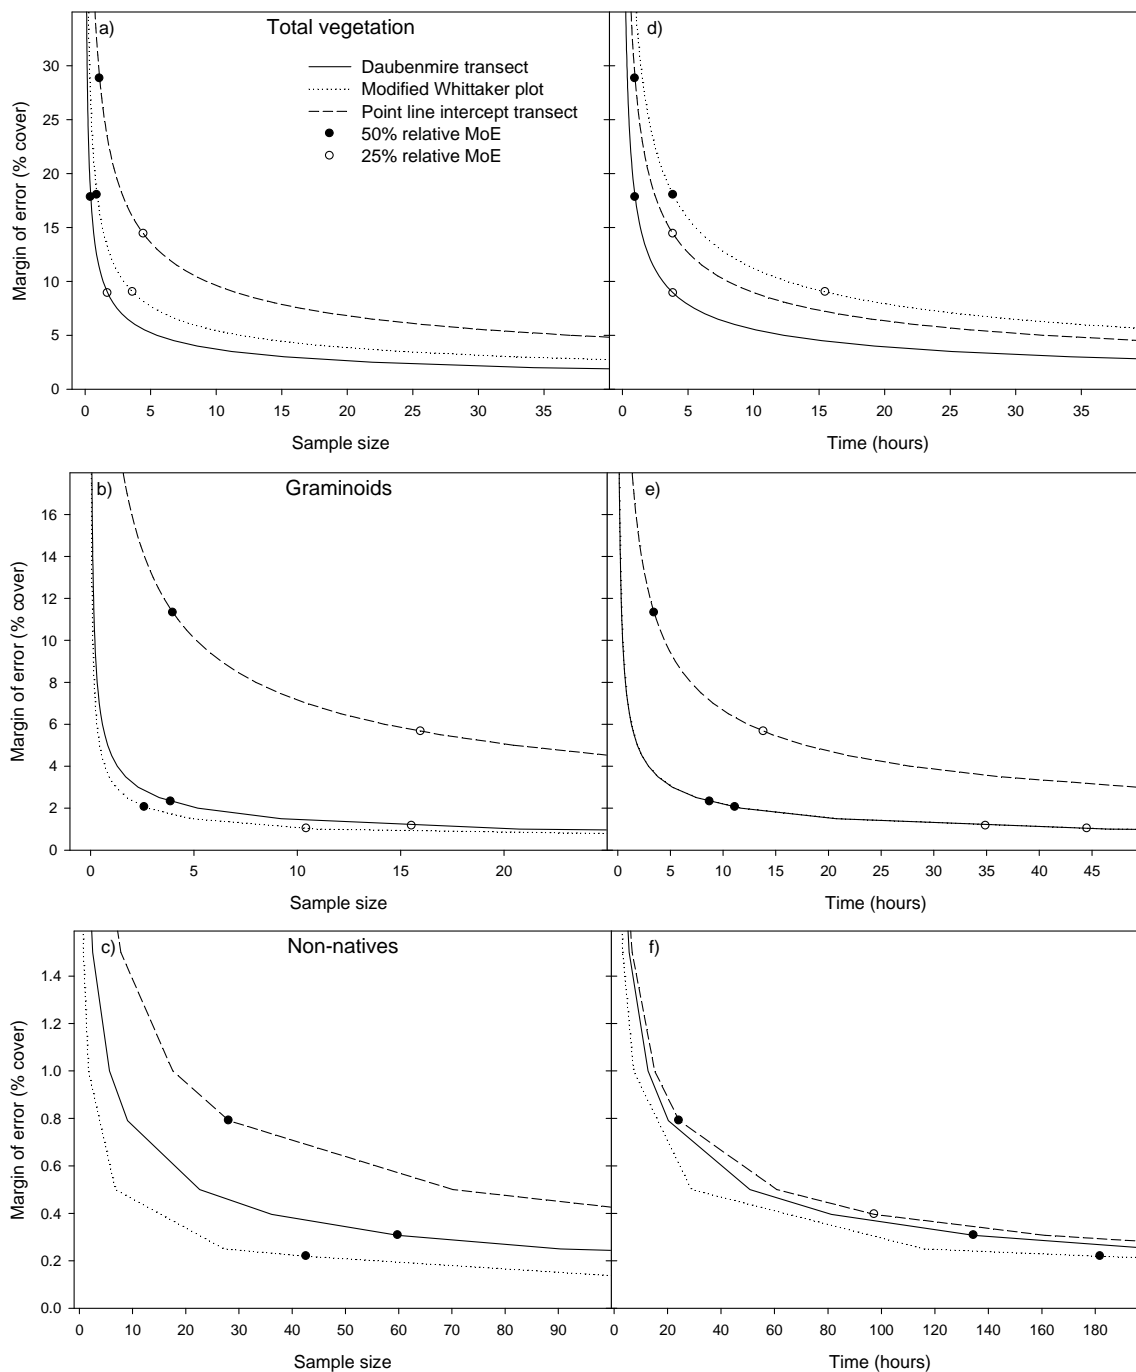 a) Total vegetation d)
Daubenmire transect
Modified Whittaker plot
Point line intercept transect
50% relative MoE
25% relative MoE
Margin of error (% cover)
30
25
20
15
10
5
0
0 5 10 15 20 25 30 35 0 5 10 15 20 25 30 35
Sample size Time (hours)
b) Graminoids e)
Margin of error (% cover)
16
14
12
10
8
6
4
2
0
0 5 10 15 20 0 5 10 15 20 25 30 35 40 45
Sample size Time (hours)
c) Non-natives f)
Margin of error (% cover)
1.4
1.2
1.0
0.8
0.6
0.4
0.2
0.0
0 10 20 30 40 50 60 70 80 90 0 20 40 60 80 100 120 140 160 180
Sample size Time (hours)